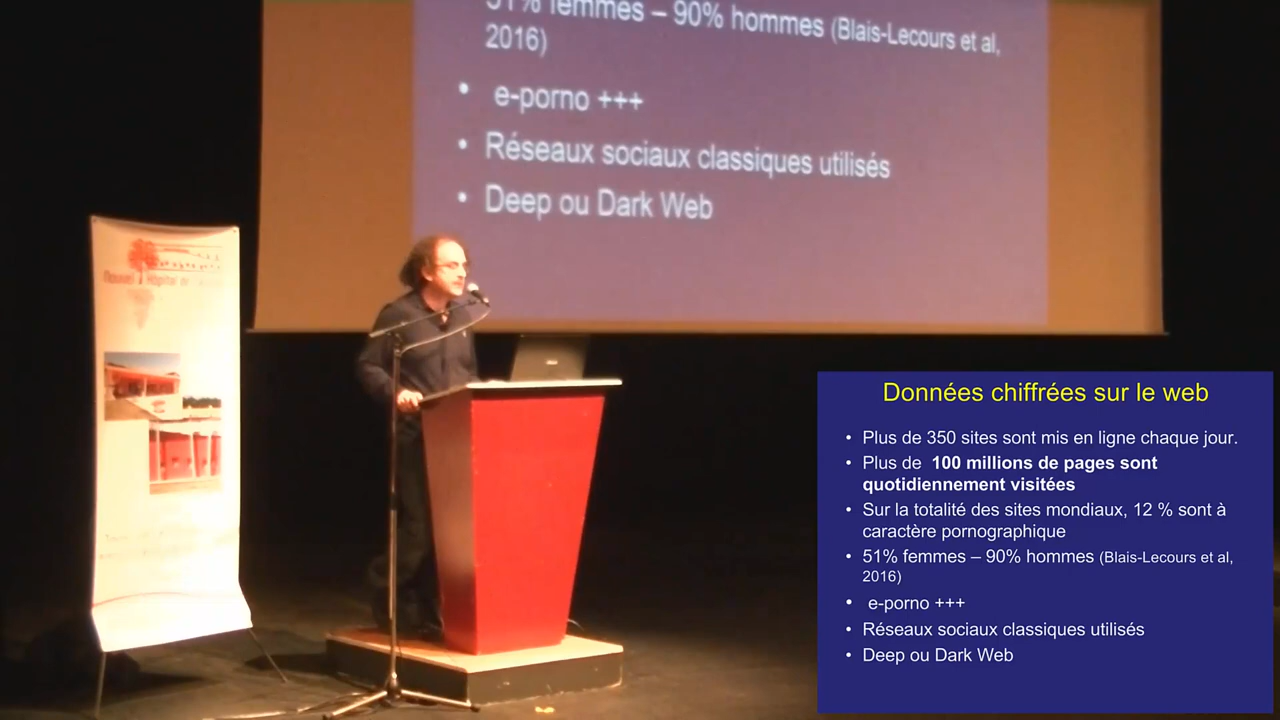 51% femmes – 90% hommes (Blais-Lecours et al,
2016)
• e-porno +++
• Réseaux sociaux classiques utilisés
• Deep ou Dark Web
Nouvel Hôpital de
Données chiffrées sur le web
• Plus de 350 sites sont mis en ligne chaque jour.
• Plus de 100 millions de pages sont
quotidiennement visitées
• Sur la totalité des sites mondiaux, 12 % sont à
caractère pornographique
• 51% femmes – 90% hommes (Blais-Lecours et al,
2016)
• e-porno +++
• Réseaux sociaux classiques utilisés
• Deep ou Dark Web